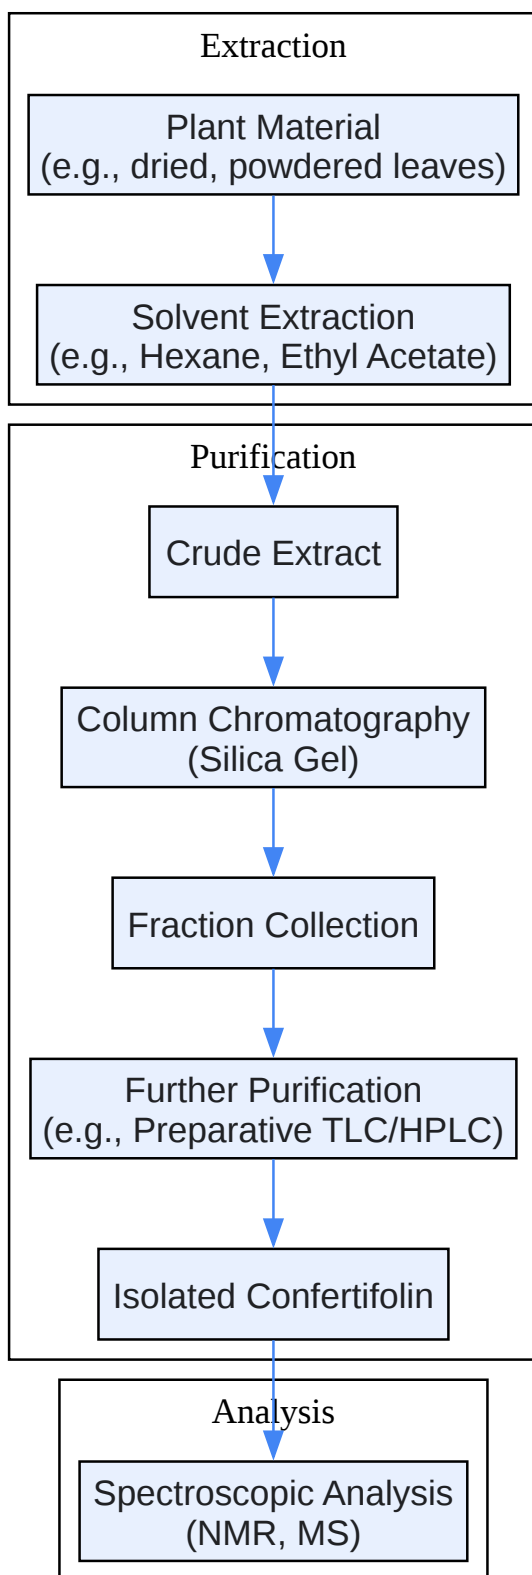 Extraction
Plant Material
(e.g., dried, powdered leaves)
Solvent Extraction
(e.g., Hexane, Ethyl Acetate)
Purification
Crude Extract
Column Chromatography
(Silica Gel)
Fraction Collection
Further Purification
(e.g., Preparative TLC/HPLC)
Isolated Confertifolin
Analysis
Spectroscopic Analysis
(NMR, MS)